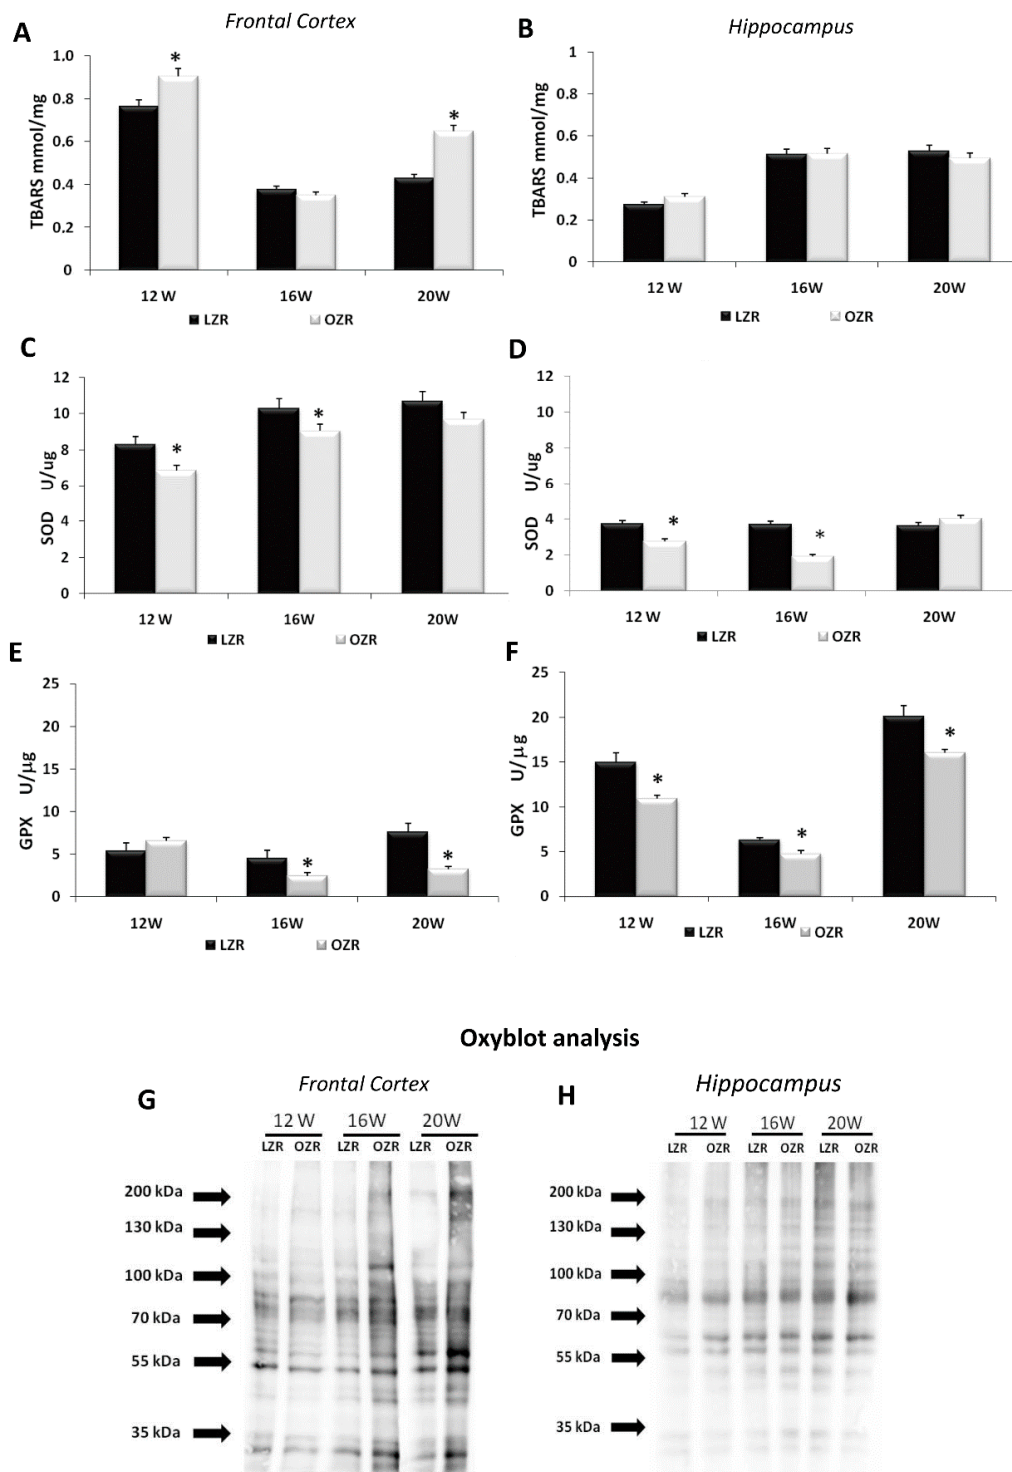 A
Frontal Cortex
TBARS mmol/mg
1.0
0.8
0.6
0.4
0.2
0
*
*
12 W 16W 20W
LZR OZR
B
Hippocampus
TBARS mmol/mg
1
0.8
0.6
0.4
0.2
0
12 W 16W 20W
LZR OZR
C
SOD U/ug
12
10
8
6
4
2
0
*
*
12 W 16W 20W
LZR OZR
D
SOD U/ug
12
10
8
6
4
2
0
*
*
12 W 16W 20W
LZR OZR
E
GPX U/µg
25
20
15
10
5
0
*
*
12W 16W 20W
LZR OZR
F
GPX U/µg
25
20
15
10
5
0
*
*
*
12 W 16W 20W
LZR OZR
Oxyblot analysis
G
Frontal Cortex
12 W 16W 20W
LZR OZR LZR OZR LZR OZR
200 kDa
130 kDa
100 kDa
70 kDa
55 kDa
35 kDa
H
Hippocampus
12 W 16W 20W
LZR OZR LZR OZR LZR OZR
200 kDa
130 kDa
100 kDa
70 kDa
55 kDa
35 kDa